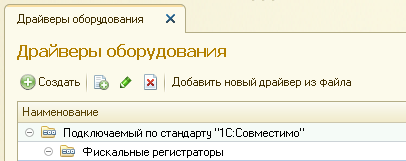 Драйверы оборудования
Драйверы оборудования
Создать Добавить новый драйвер из файла
Наименование
Подключаемый по стандарту "1С:Совместимо"
Фискальные регистраторы